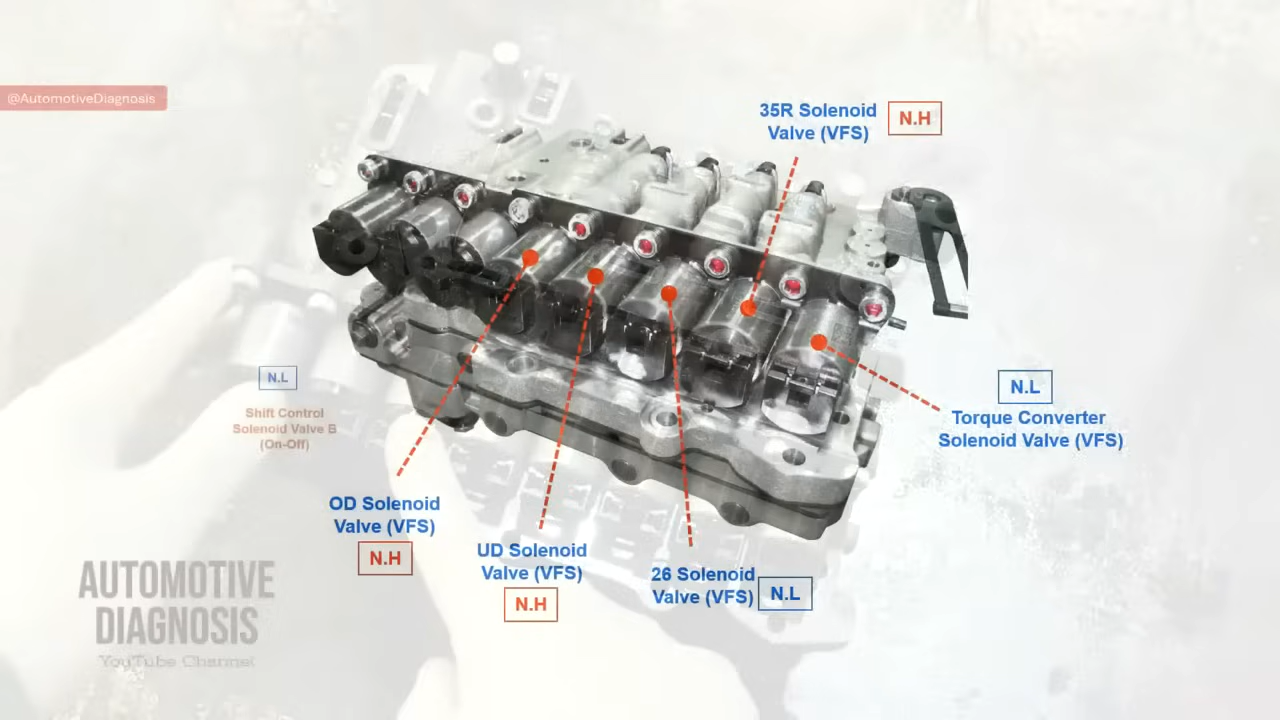 @AutomotiveDiagnosis
35R Solenoid
Valve (VFS)
N.H
N.L
Torque Converter
Solenoid Valve (VFS)
N.L
Shift Control
Solenoid Valve B
(On-Off)
OD Solenoid
Valve (VFS)
N.H
UD Solenoid
Valve (VFS)
N.H
26 Solenoid
Valve (VFS)
N.L
AUTOMOTIVE
DIAGNOSIS
YouTube Channel